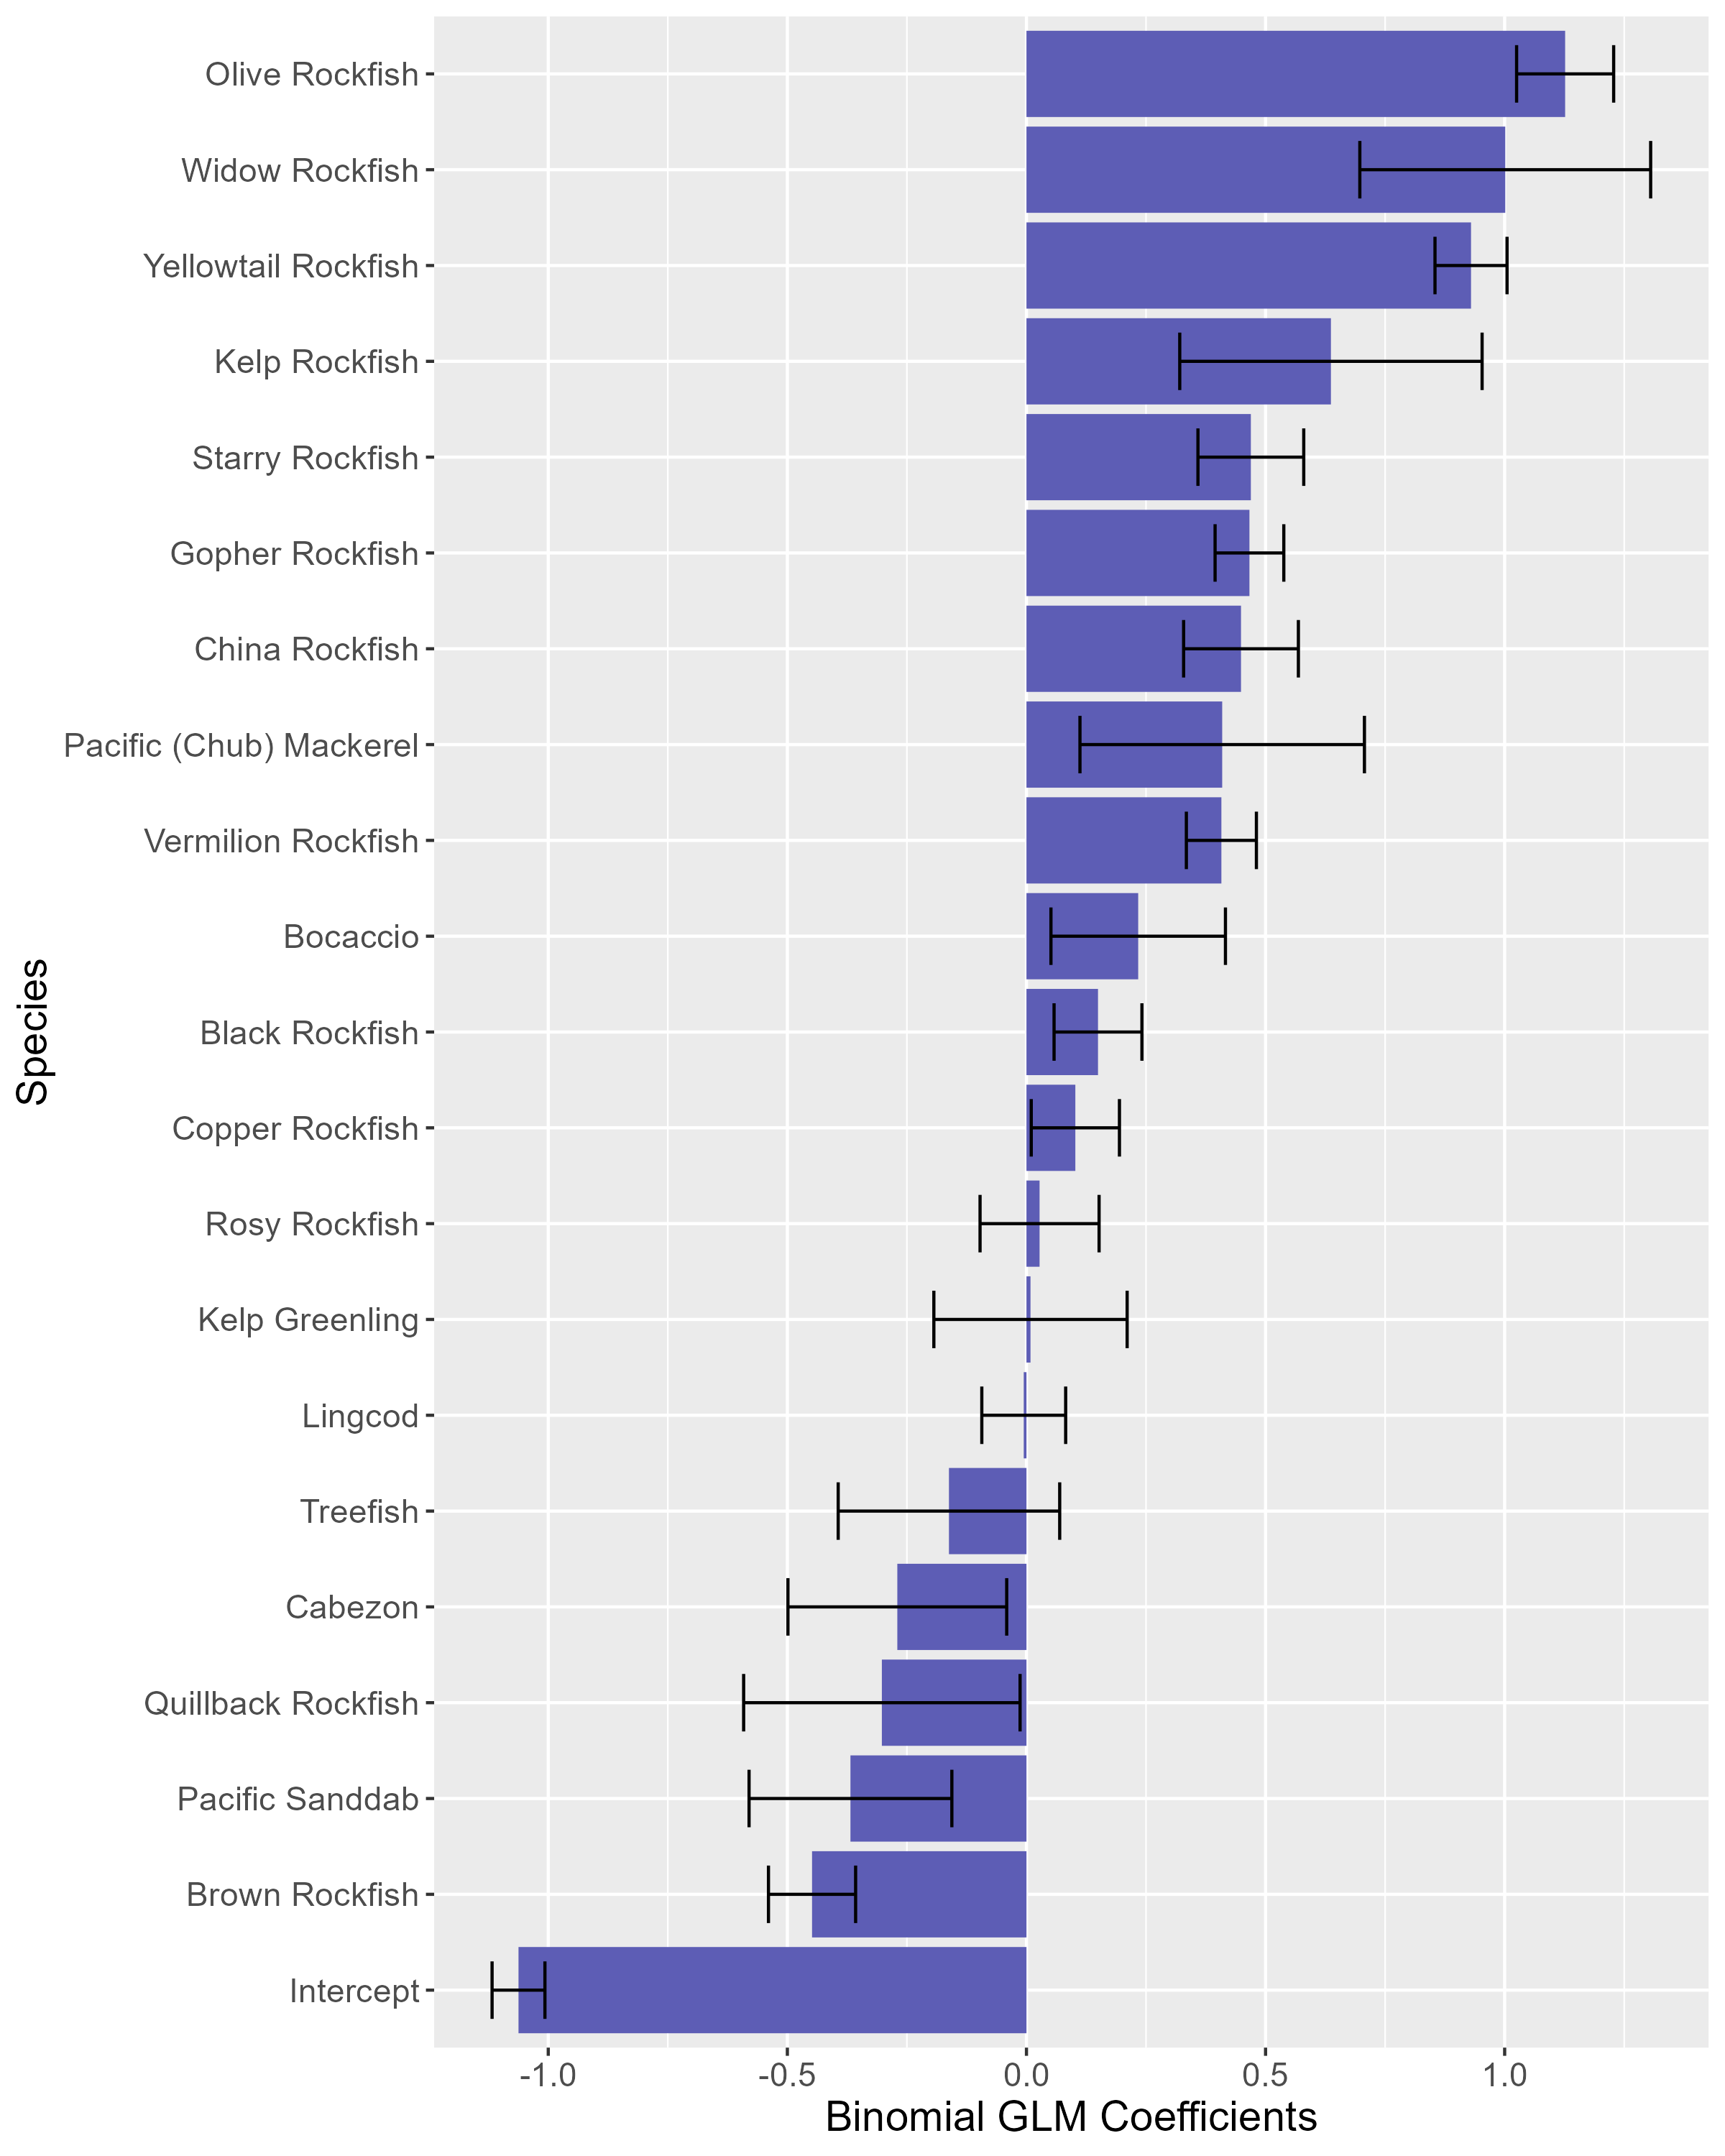 Species
Olive Rockfish
Widow Rockfish
Yellowtail Rockfish
Kelp Rockfish
Starry Rockfish
Gopher Rockfish
China Rockfish
Pacific (Chub) Mackerel
Vermilion Rockfish
Bocaccio
Black Rockfish
Copper Rockfish
Rosy Rockfish
Kelp Greenling
Lingcod
Treefish
Cabezon
Quillback Rockfish
Pacific Sanddab
Brown Rockfish
Intercept
-1.0 -0.5 0.0 0.5 1.0
Binomial GLM Coefficients